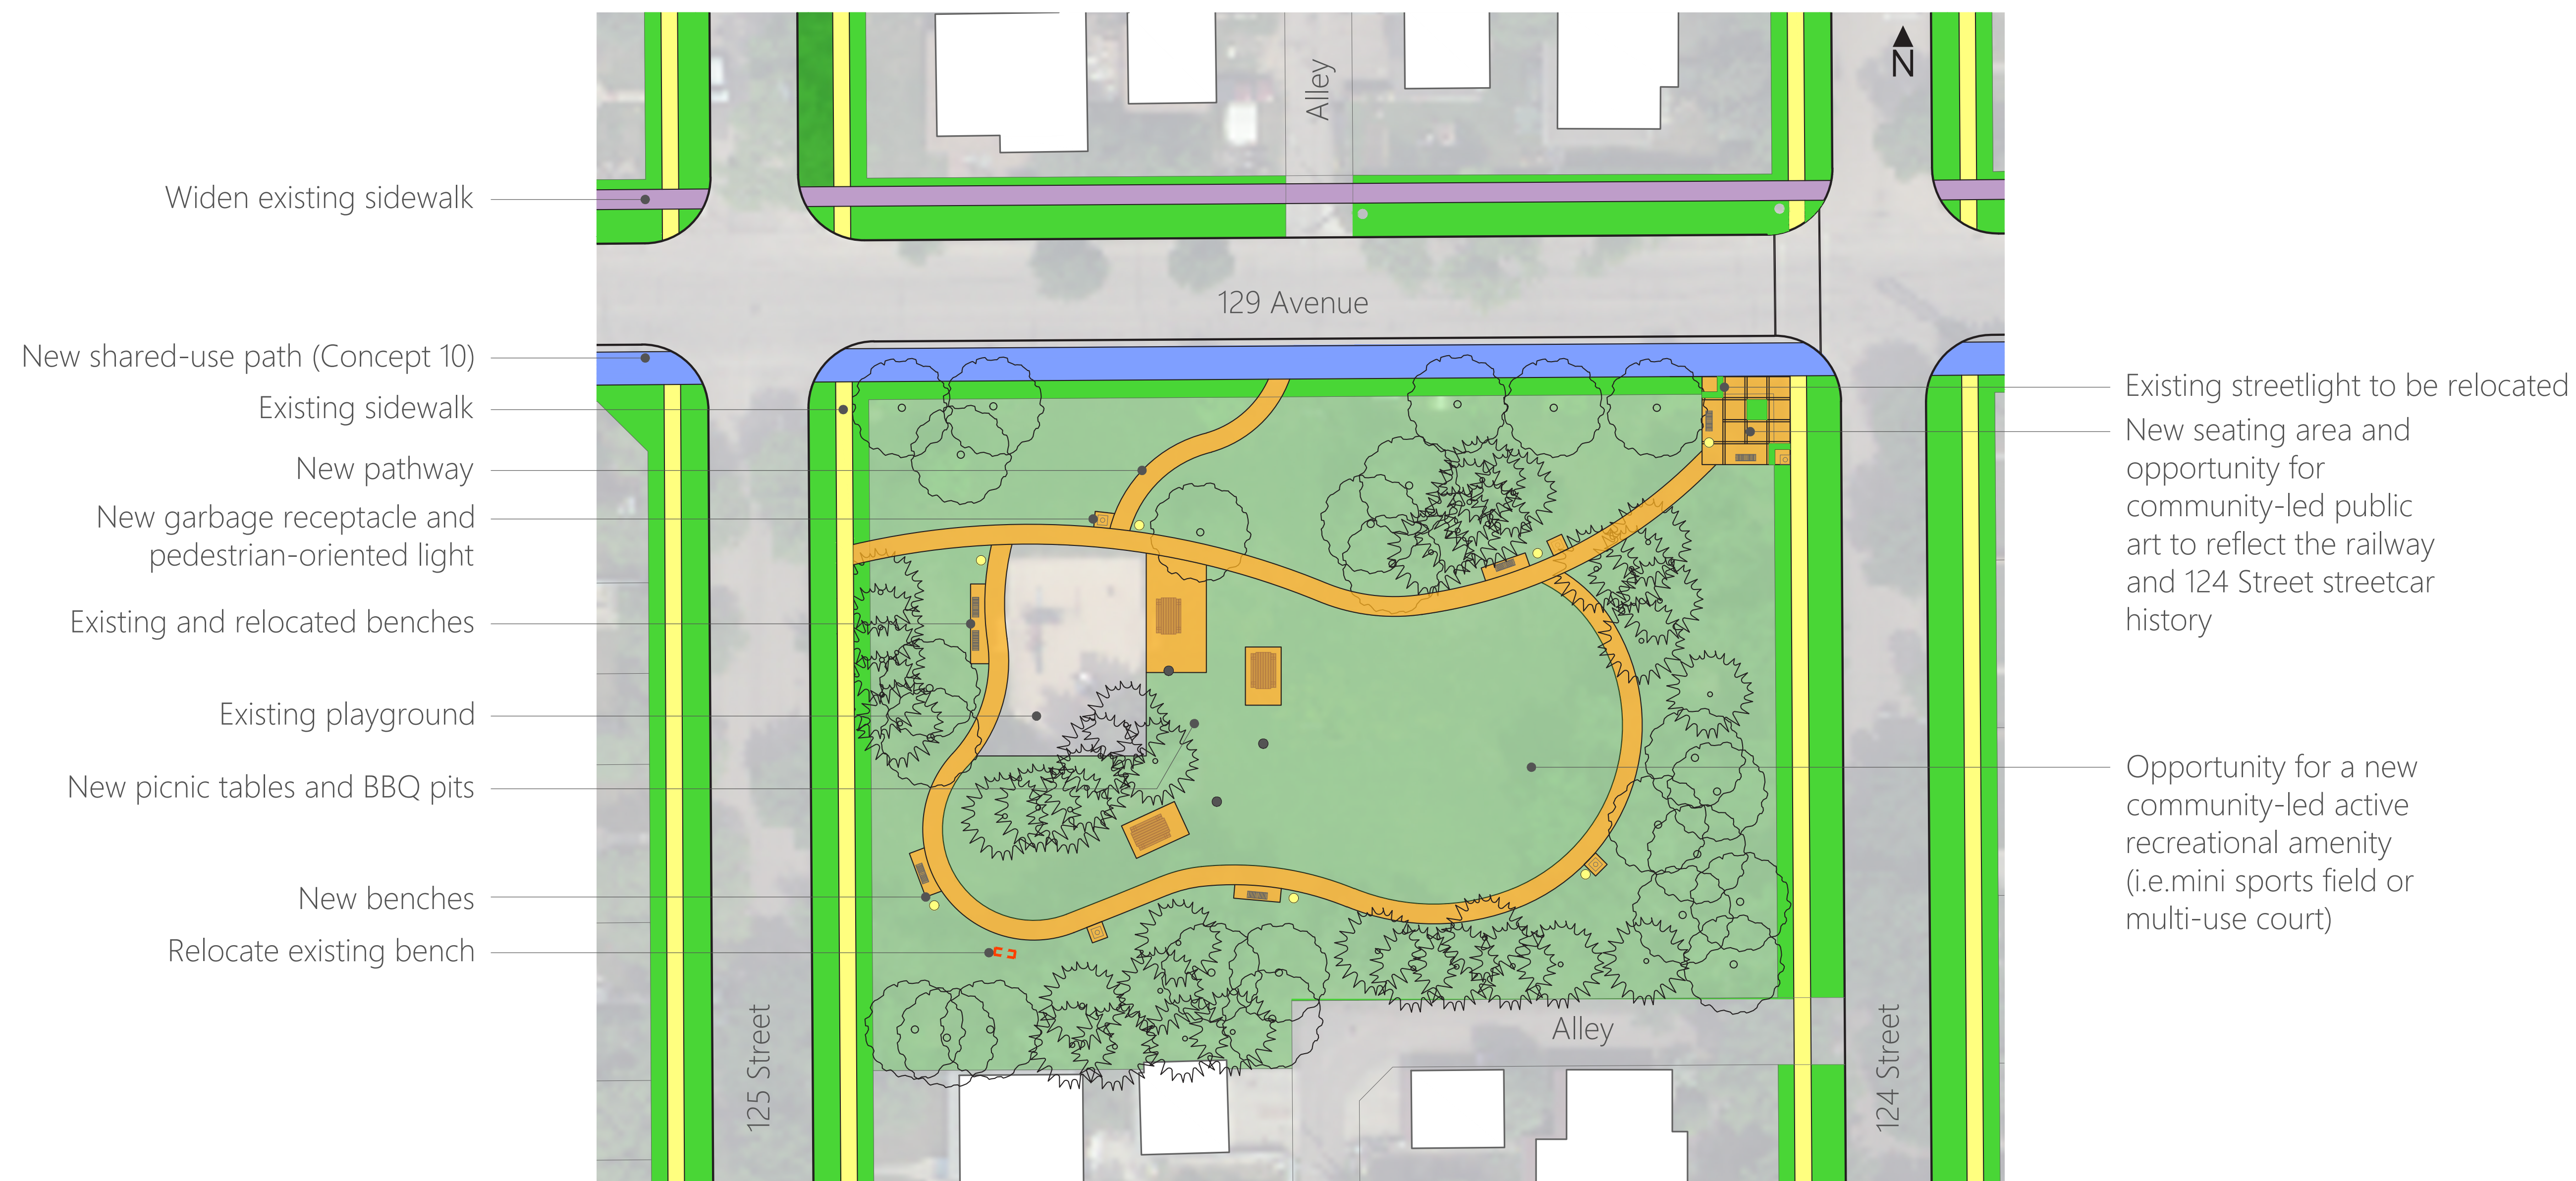 N
Alley
Widen existing sidewalk
129 Avenue
New shared-use path (Concept 10)
Existing sidewalk
New pathway
New garbage receptacle and
pedestrian-oriented light
Existing and relocated benches
Existing playground
New picnic tables and BBQ pits
New benches
Relocate existing bench
Existing streetlight to be relocated
New seating area and
opportunity for
community-led public
art to reflect the railway
and 124 Street streetcar
history
Opportunity for a new
community-led active
recreational amenity
(i.e.mini sports field or
multi-use court)
Alley
125 Street
124 Street